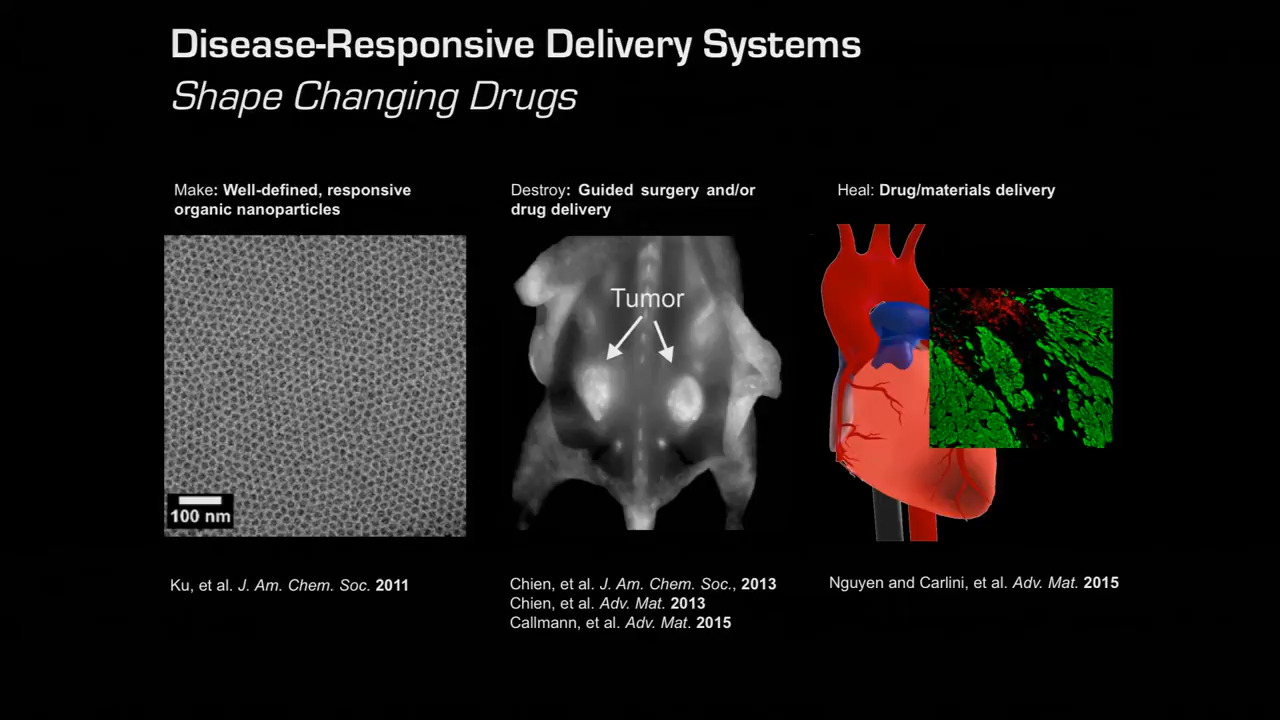 Disease-Responsive Delivery Systems
Shape Changing Drugs
Make: Well-defined, responsive
organic nanoparticles
100 nm
Ku, et al. J. Am. Chem. Soc. 2011
Destroy: Guided surgery and/or
drug delivery
Tumor
Chien, et al. J. Am. Chem. Soc., 2013
Chien, et al. Adv. Mat. 2013
Callmann, et al. Adv. Mat. 2015
Heal: Drug/materials delivery
Nguyen and Carlini, et al. Adv. Mat. 2015